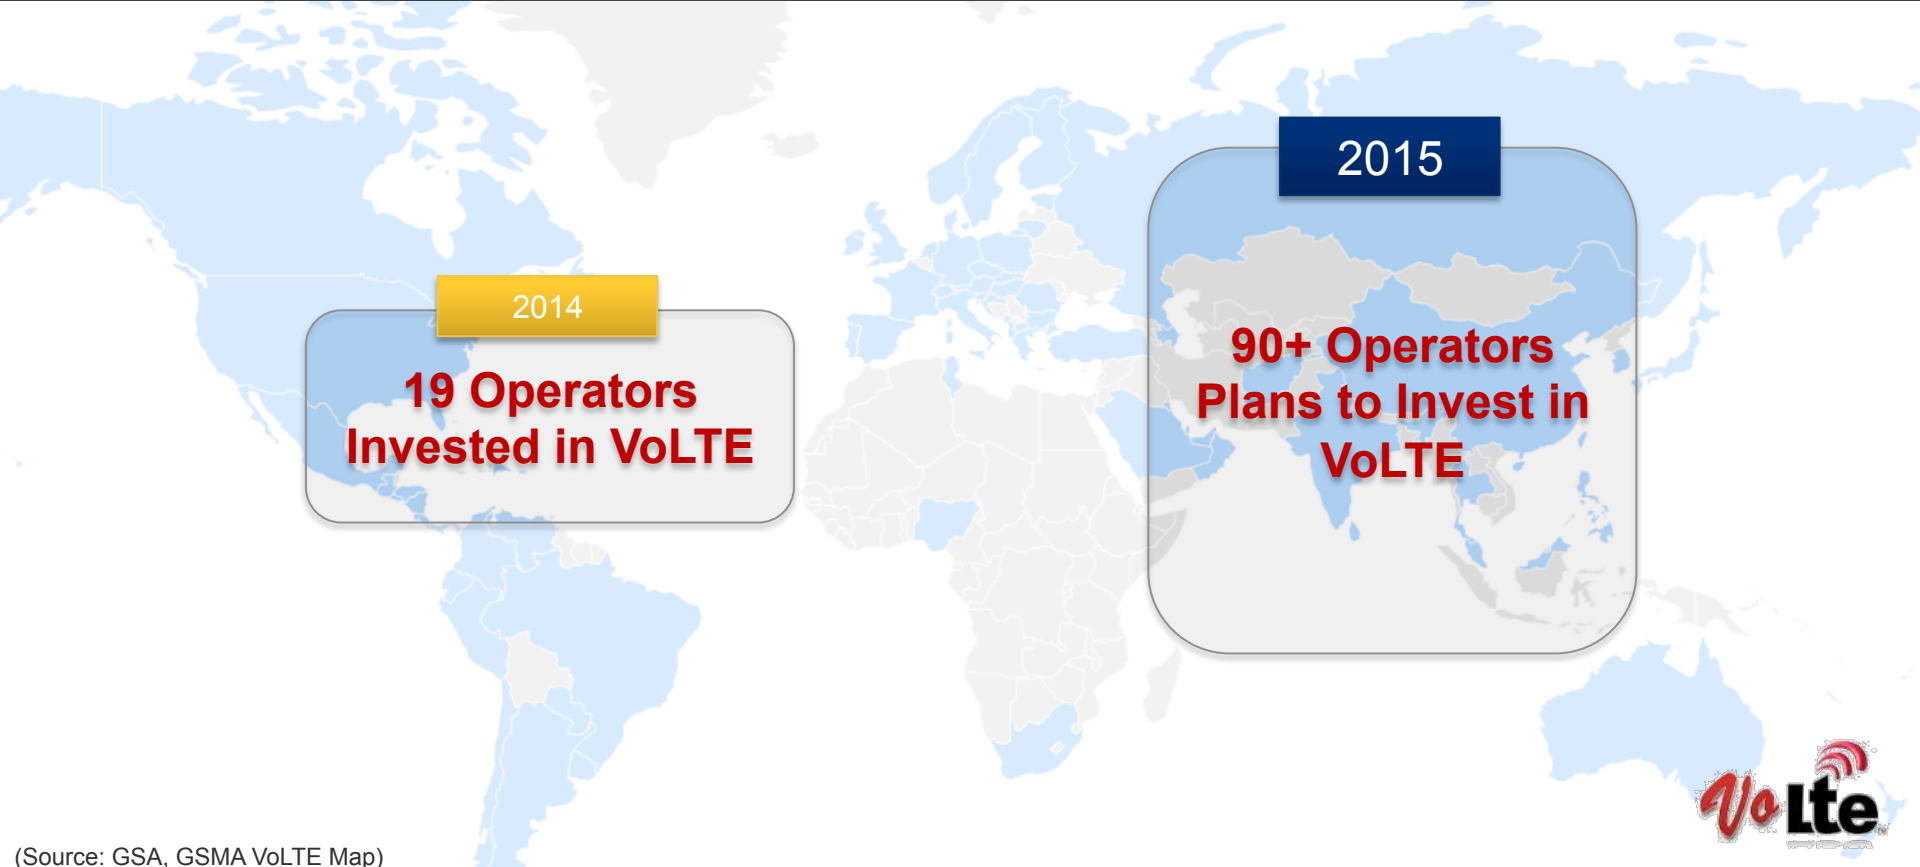 2014
19 Operators
Invested in VoLTE
2015
90+ Operators
Plans to Invest in
VoLTE
VoLte
(Source: GSA, GSMA VoLTE Map)